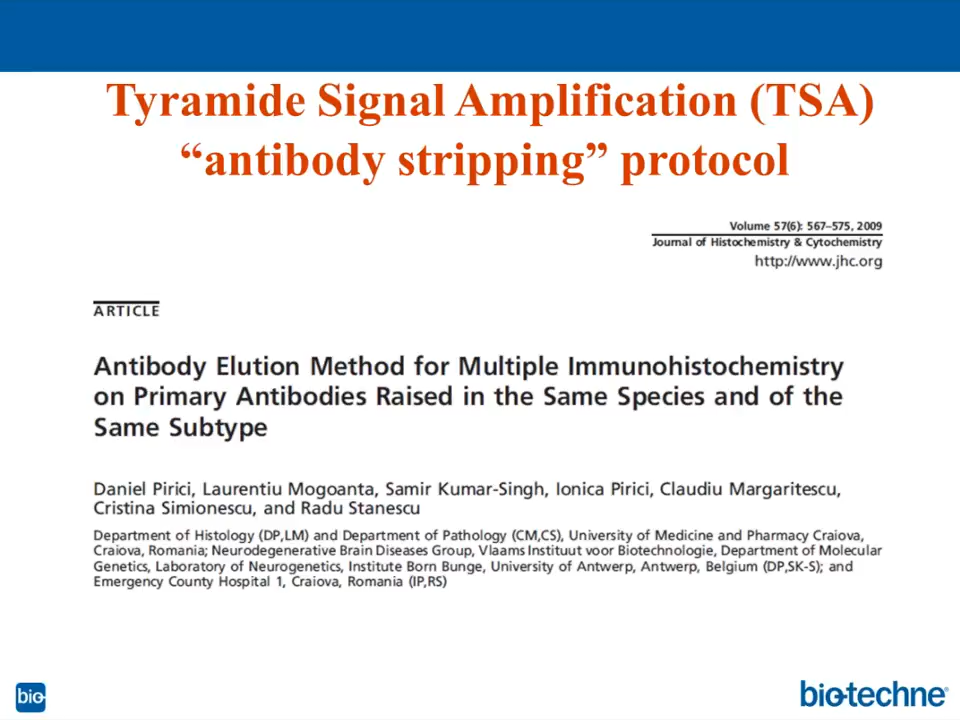 Tyramide Signal Amplification (TSA)
“antibody stripping” protocol
Volume 57(6): 567–575, 2009
Journal of Histochemistry & Cytochemistry
http://www.jhc.org
ARTICLE
Antibody Elution Method for Multiple Immunohistochemistry
on Primary Antibodies Raised in the Same Species and of the
Same Subtype
Daniel Pirici, Laurentiu Mogoanta, Samir Kumar-Singh, Ionica Pirici, Claudiu Margaritescu,
Cristina Simionescu, and Radu Stanescu
Department of Histology (DP,LM) and Department of Pathology (CM,CS), University of Medicine and Pharmacy Craiova,
Craiova, Romania; Neurodegenerative Brain Diseases Group, Vlaams Instituut voor Biotechnologie, Department of Molecular
Genetics, Laboratory of Neurogenetics, Institute Born Bunge, University of Antwerp, Antwerp, Belgium (DP,SK-S); and
Emergency County Hospital 1, Craiova, Romania (IP,RS)
bio
bio-techne®